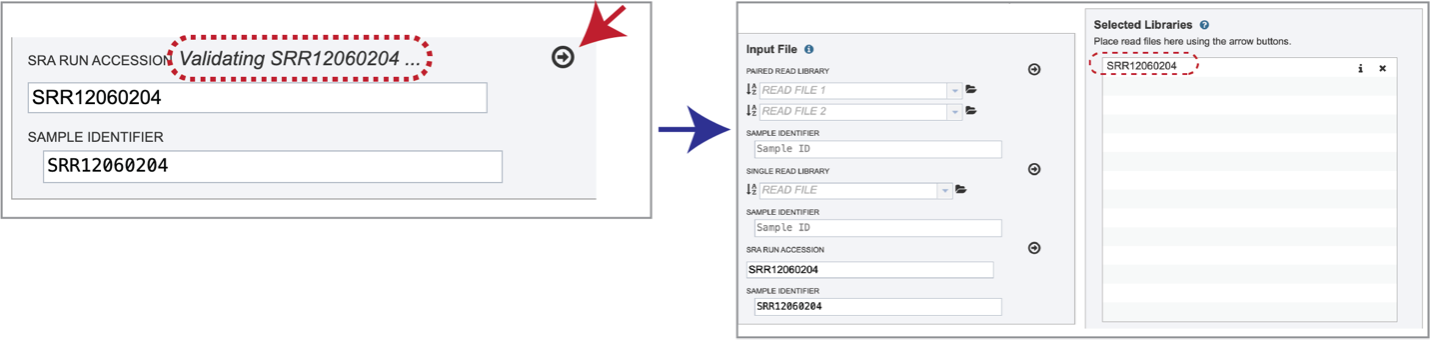 SRA RUN ACCESSION Validating SRR12060204 ...
SRR12060204
SAMPLE IDENTIFIER
SRR12060204
Input File
PAIRED READ LIBRARY
READ FILE 1
READ FILE 2
SAMPLE IDENTIFIER
Sample ID
SINGLE READ LIBRARY
READ FILE
SAMPLE IDENTIFIER
Sample ID
SRA RUN ACCESSION
SRR12060204
SAMPLE IDENTIFIER
SRR12060204
Selected Libraries
Place read files here using the arrow buttons.
SRR12060204